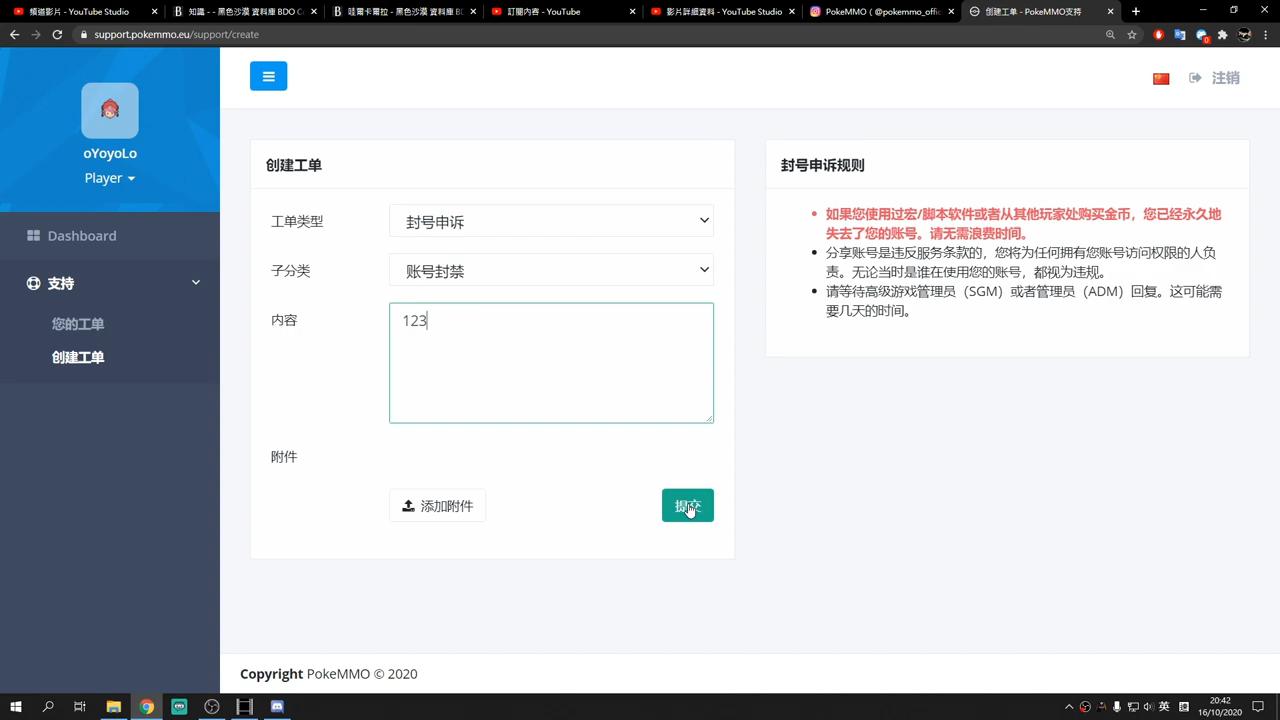 頻道影片 - YouTube Studio
知識 - - 黑色沙漠 資料庫 BDO C
哇爾卡爾拉 - 黑色沙漠 資料庫 B
訂閱內容 - YouTube
影片詳細資料 - YouTube Studio
PokeMMO ( @pokemmo_offic
创建工单 - PokeMMO支持
support.pokemmo.eu/support/create
注销
oYoyoLo
Player
Dashboard
支持
您的工单
创建工单
创建工单
工单类型
封号申诉
子分类
账号封禁
内容
123
附件
添加附件
提交
封号申诉规则
如果您使用过宏/脚本软件或者从其他玩家处购买金币，您已经永久地
失去了您的账号。请无需浪费时间。
分享账号是违反服务条款的，您将为任何拥有您账号访问权限的人负
责。无论当时是谁在使用您的账号，都视为违规。
请等待高级游戏管理员（SGM）或者管理员（ADM）回复。这可能需
要几天的时间。
Copyright PokeMMO © 2020
英
20:42
16/10/2020